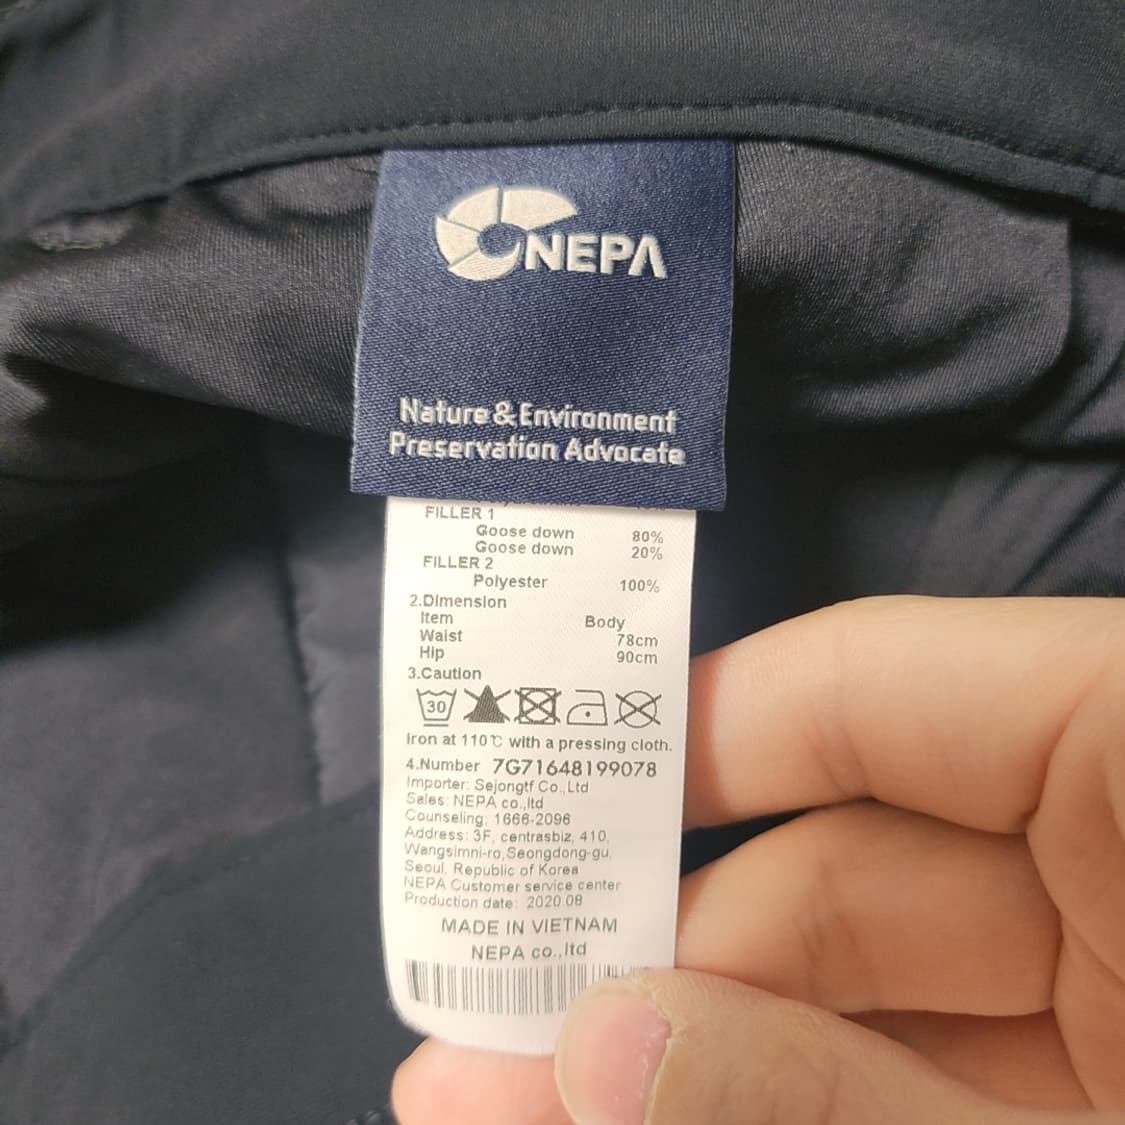 NEPA
Nature & Environment
Preservation Advocate
FILLER 1
Goose down 80%
Goose down 20%
FILLER 2
Polyester 100%
2.Dimension
Item Body
Waist 78cm
Hip 90cm
3.Caution
30
Iron at 110℃ with a pressing cloth.
4.Number 7G71648199078
Importer: Sejongtf Co.,Ltd
Sales: NEPA co.,ltd
Counseling: 1666-2096
Address: 3F, centrasbiz, 410,
Wangsimni-ro,Seongdong-gu,
Seoul, Republic of Korea
NEPA Customer service center
Production date: 2020.08
MADE IN VIETNAM
NEPA co.,ltd